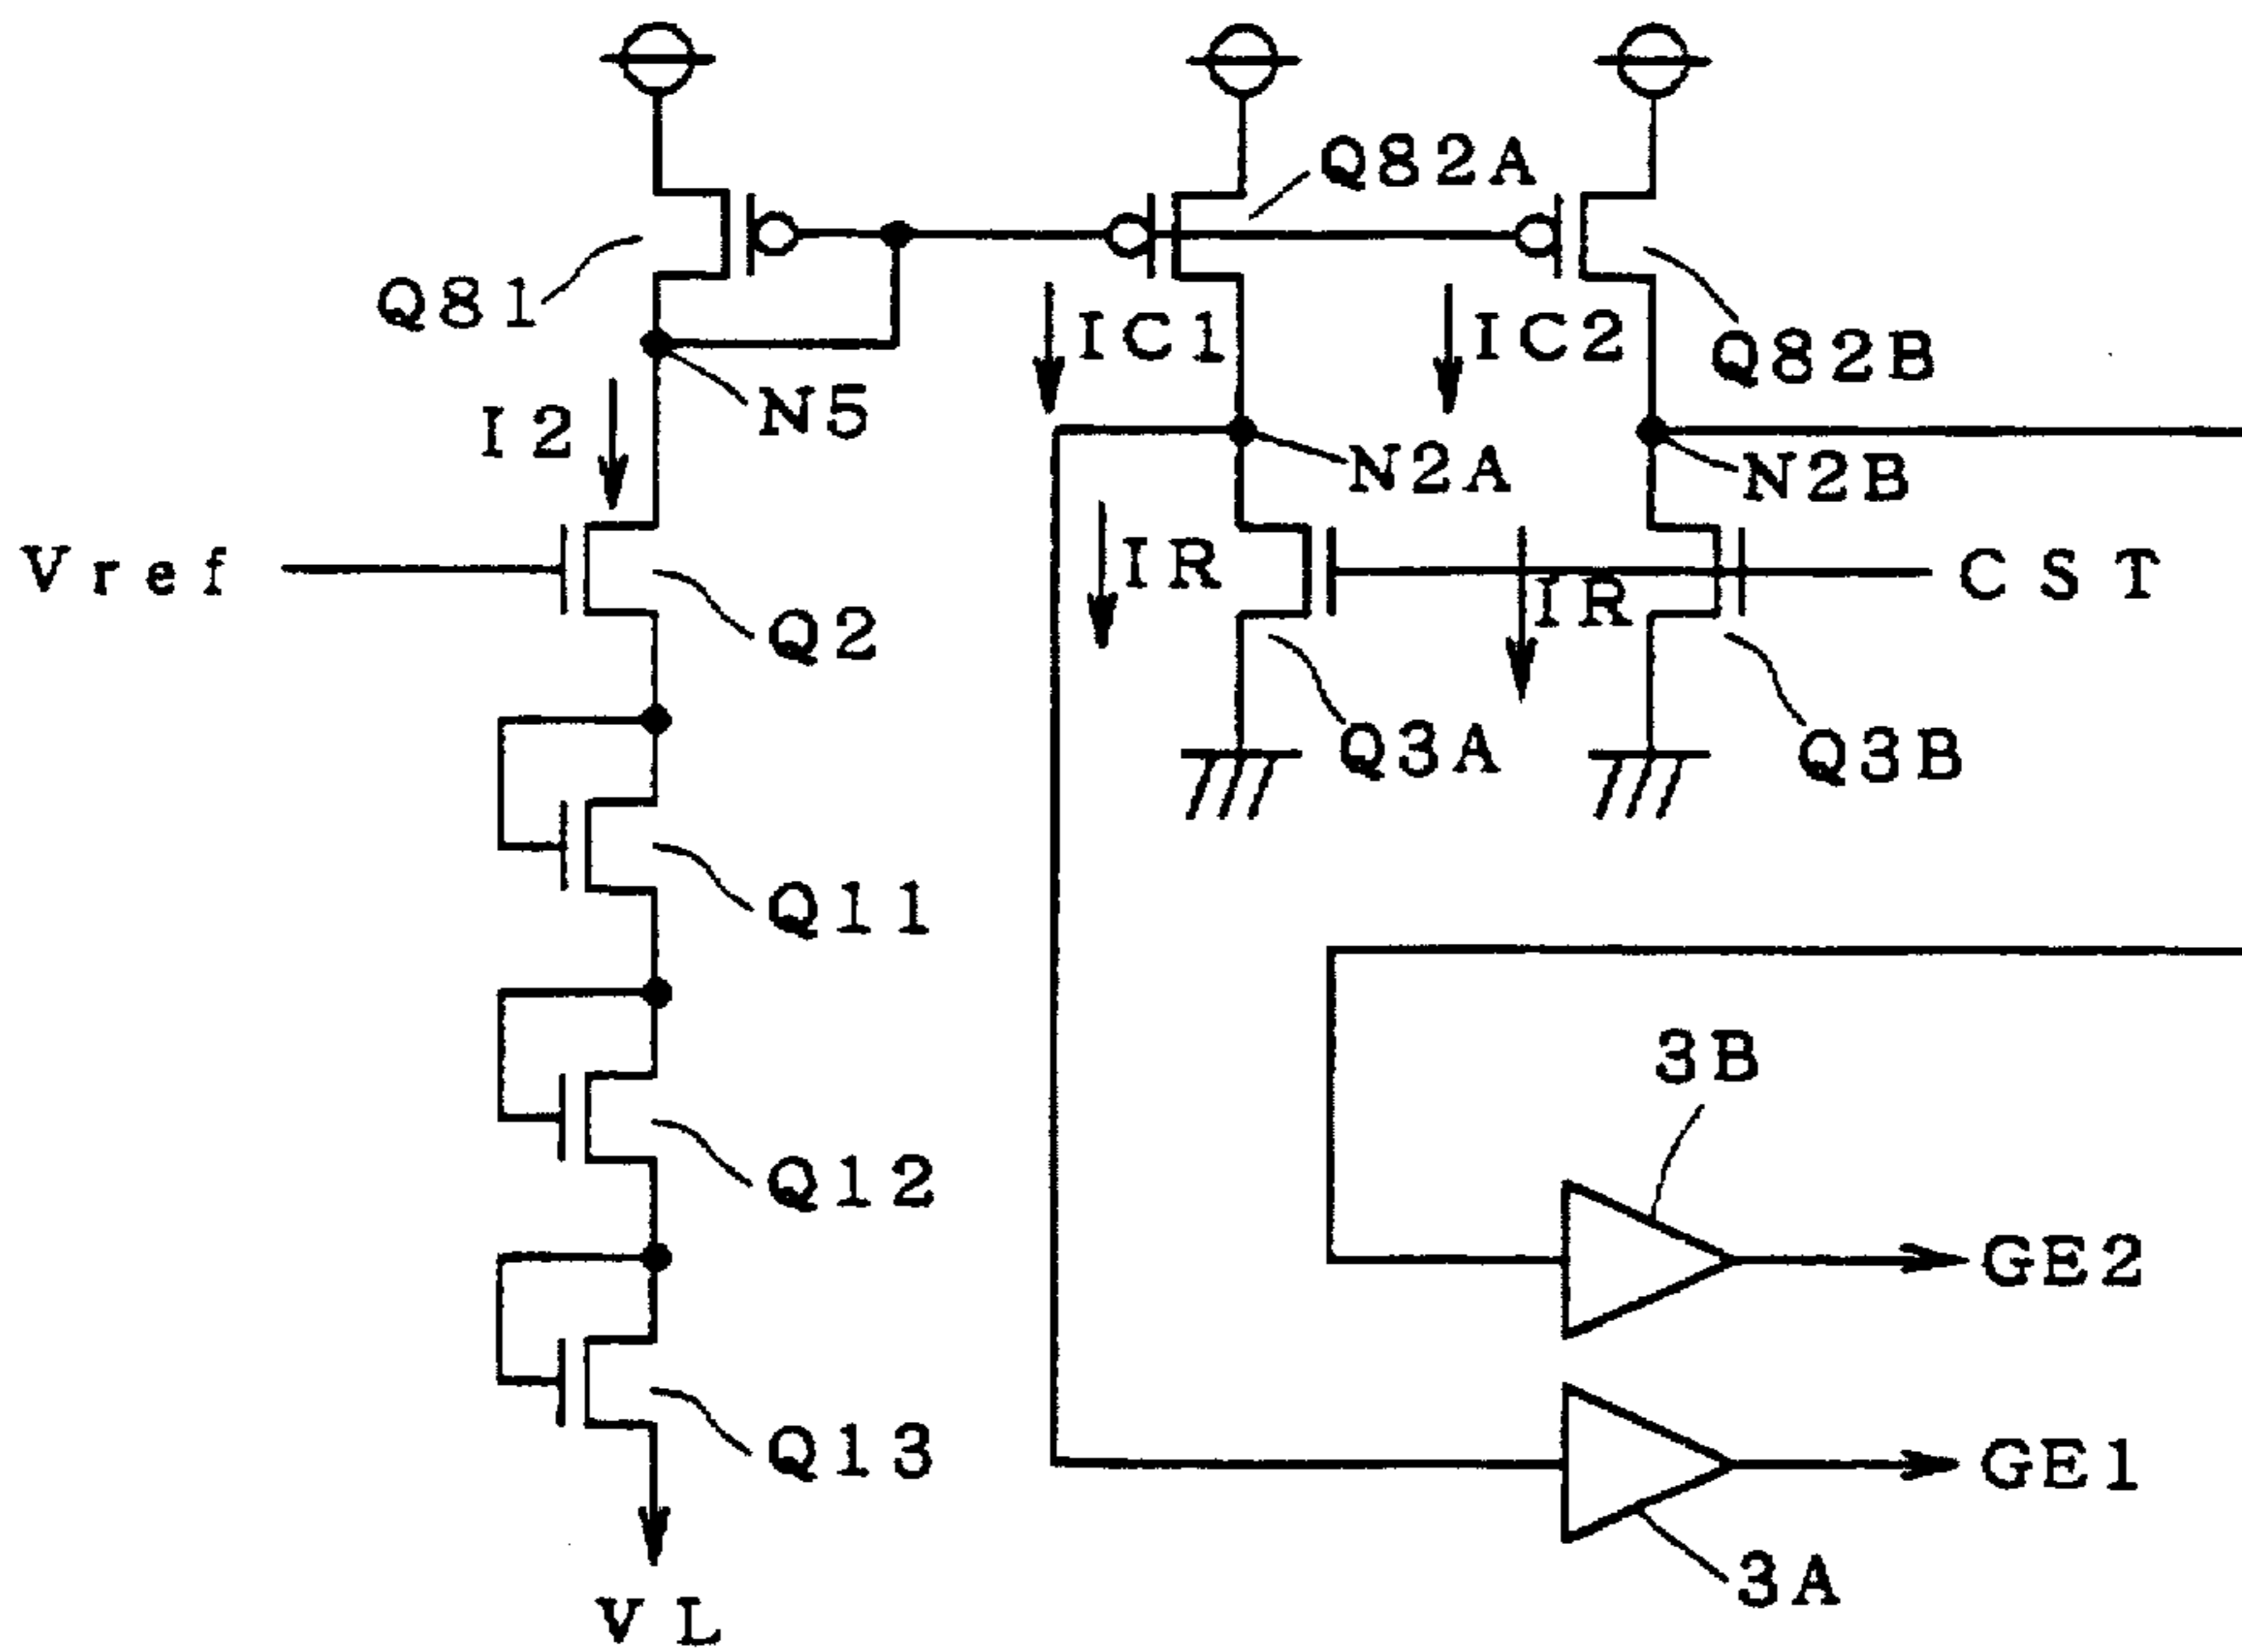 Q82A
Q81
IC1
IC2
Q82B
N5
I2
N2A
N2B
Vref
IR
IR
CST
Q2
Q3A
Q3B
Q11
3B
Q12
GE2
Q13
GE1
3A
VL